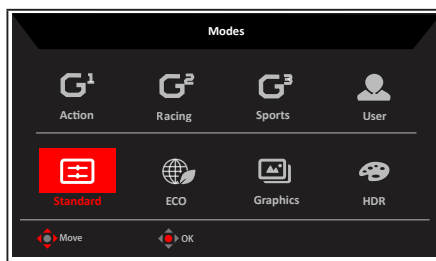 Modes
G¹ G² G³
Action Racing Sports User
Standard ECO Graphics HDR
Move OK